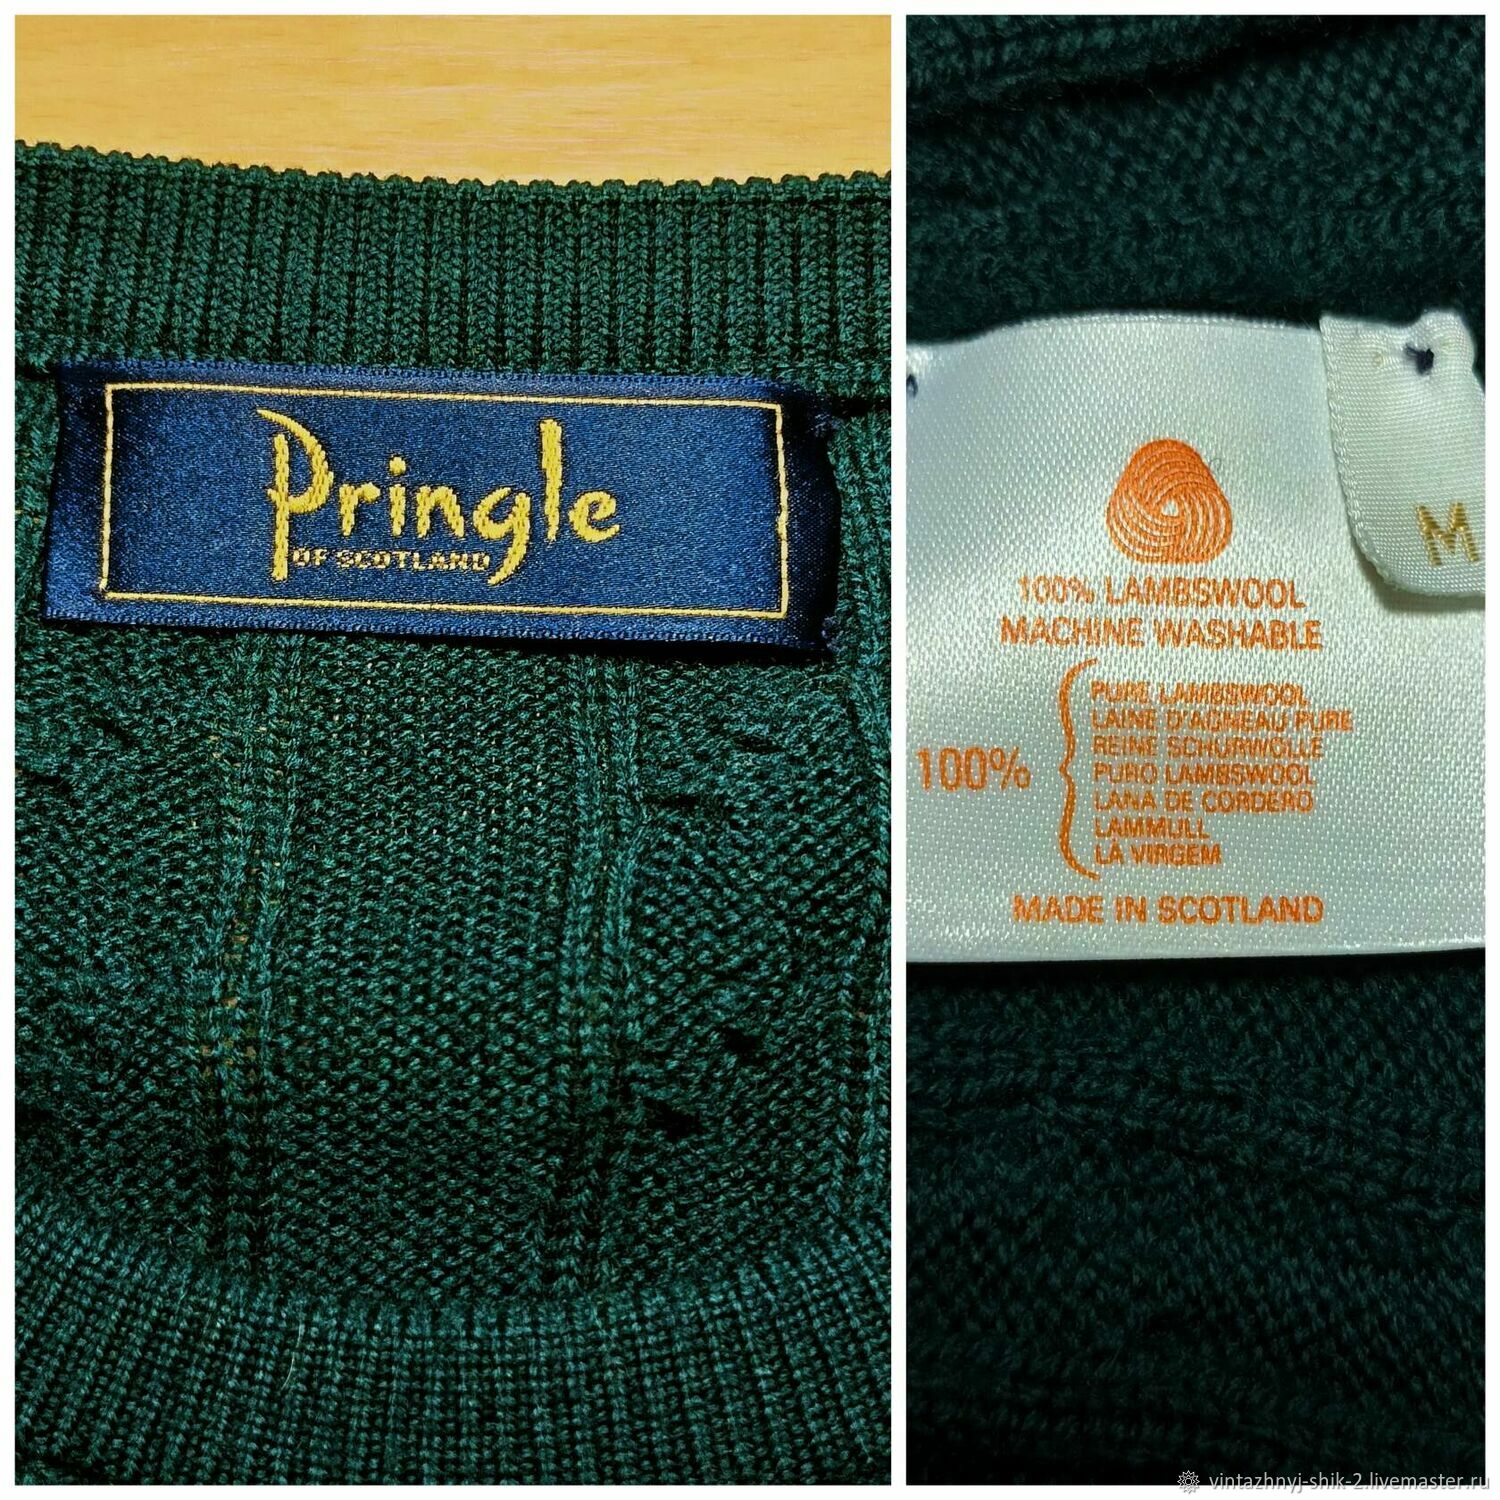 Pringle
OF SCOTLAND
M
100% LAMBSWOOL
MACHINE WASHABLE
100%
PURE LAMBSWOOL
LAINE D'AGNEAU PURE
REINE SCHURWOLLE
PURO LAMBSWOOL
LANA DE CORDERO
LAMMULL
LÀ VIRGEM
MADE IN SCOTLAND
vintazhnyj-shik-2.livemaster.ru